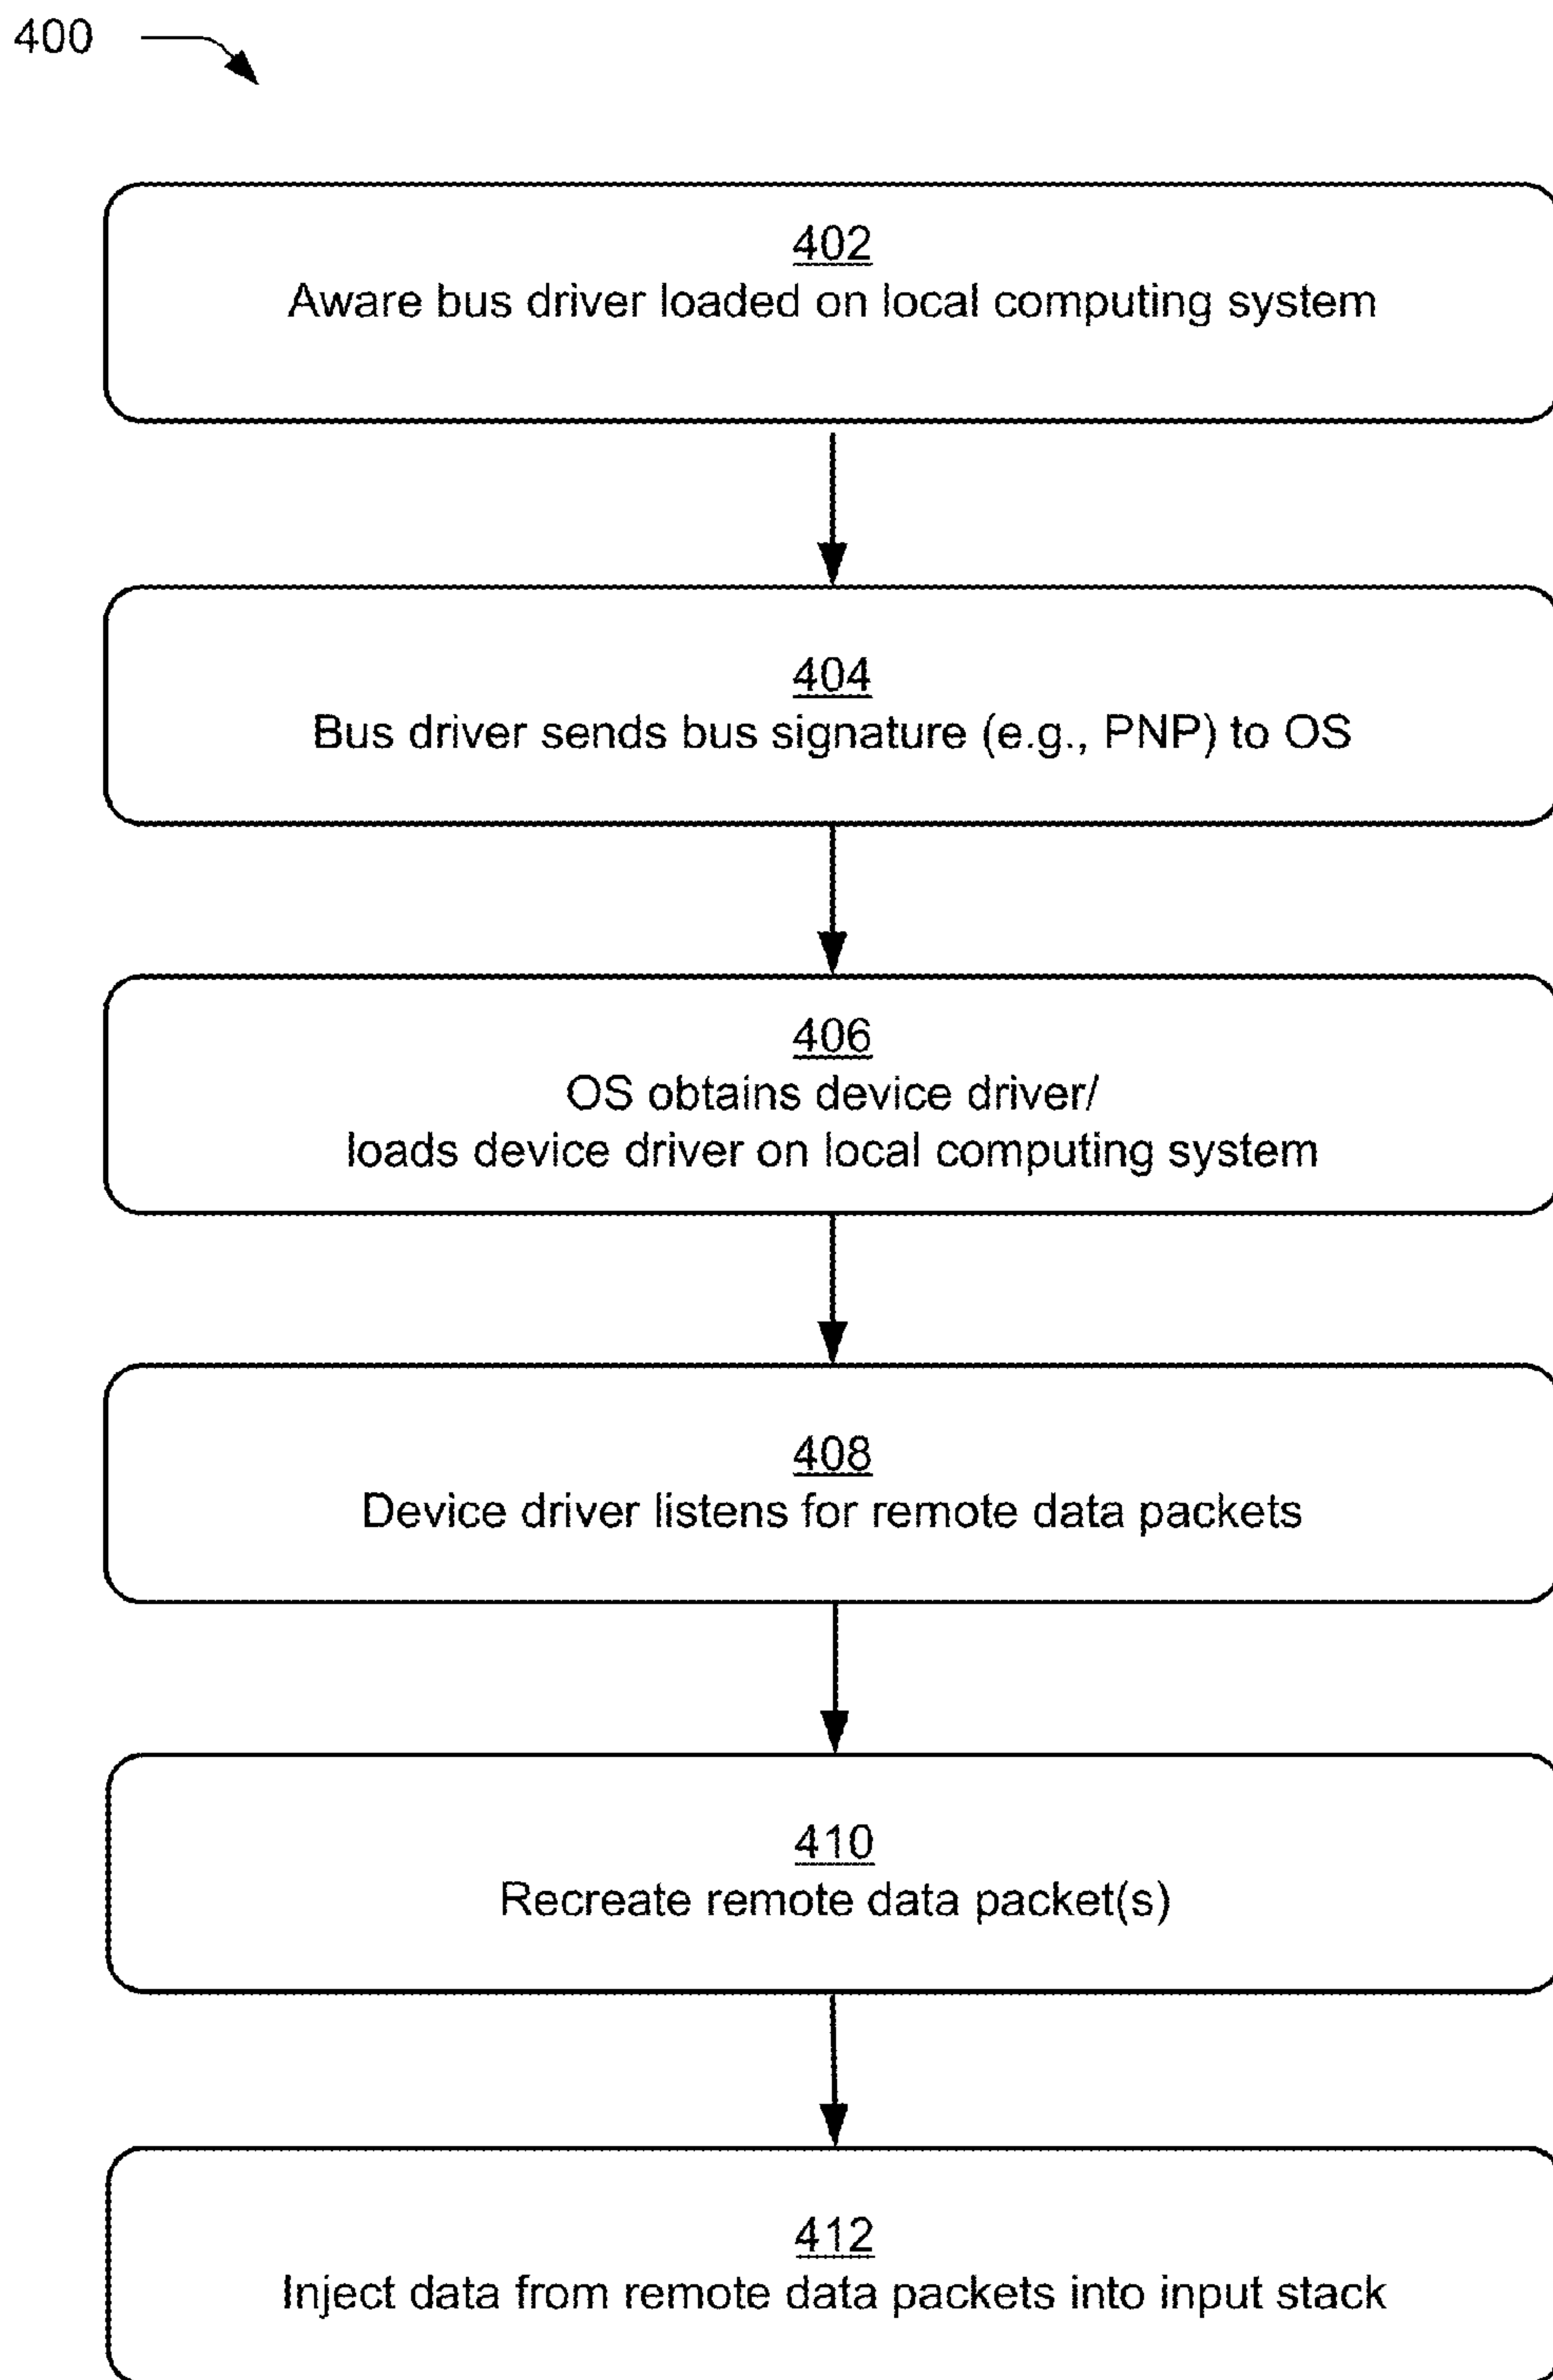 400
402
Aware bus driver loaded on local computing system
404
Bus driver sends bus signature (e.g., PNP) to OS
406
OS obtains device driver/
loads device driver on local computing system
408
Device driver listens for remote data packets
410
Recreate remote data packet(s)
412
Inject data from remote data packets into input stack